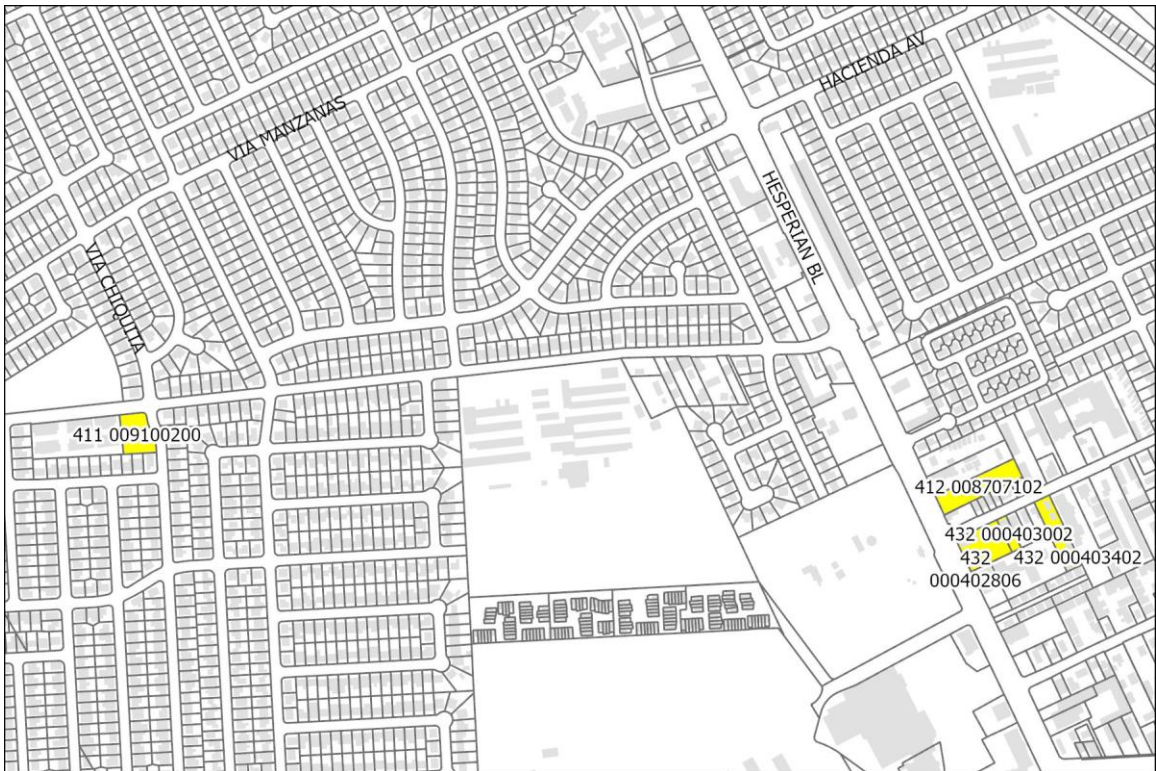 HACIENDA AV
VIA MANZANAS
HESPERIAN BL
VIA CHIQUITA
411 009100200
412 008707102
432 000403002
432
000402806
432 000403402